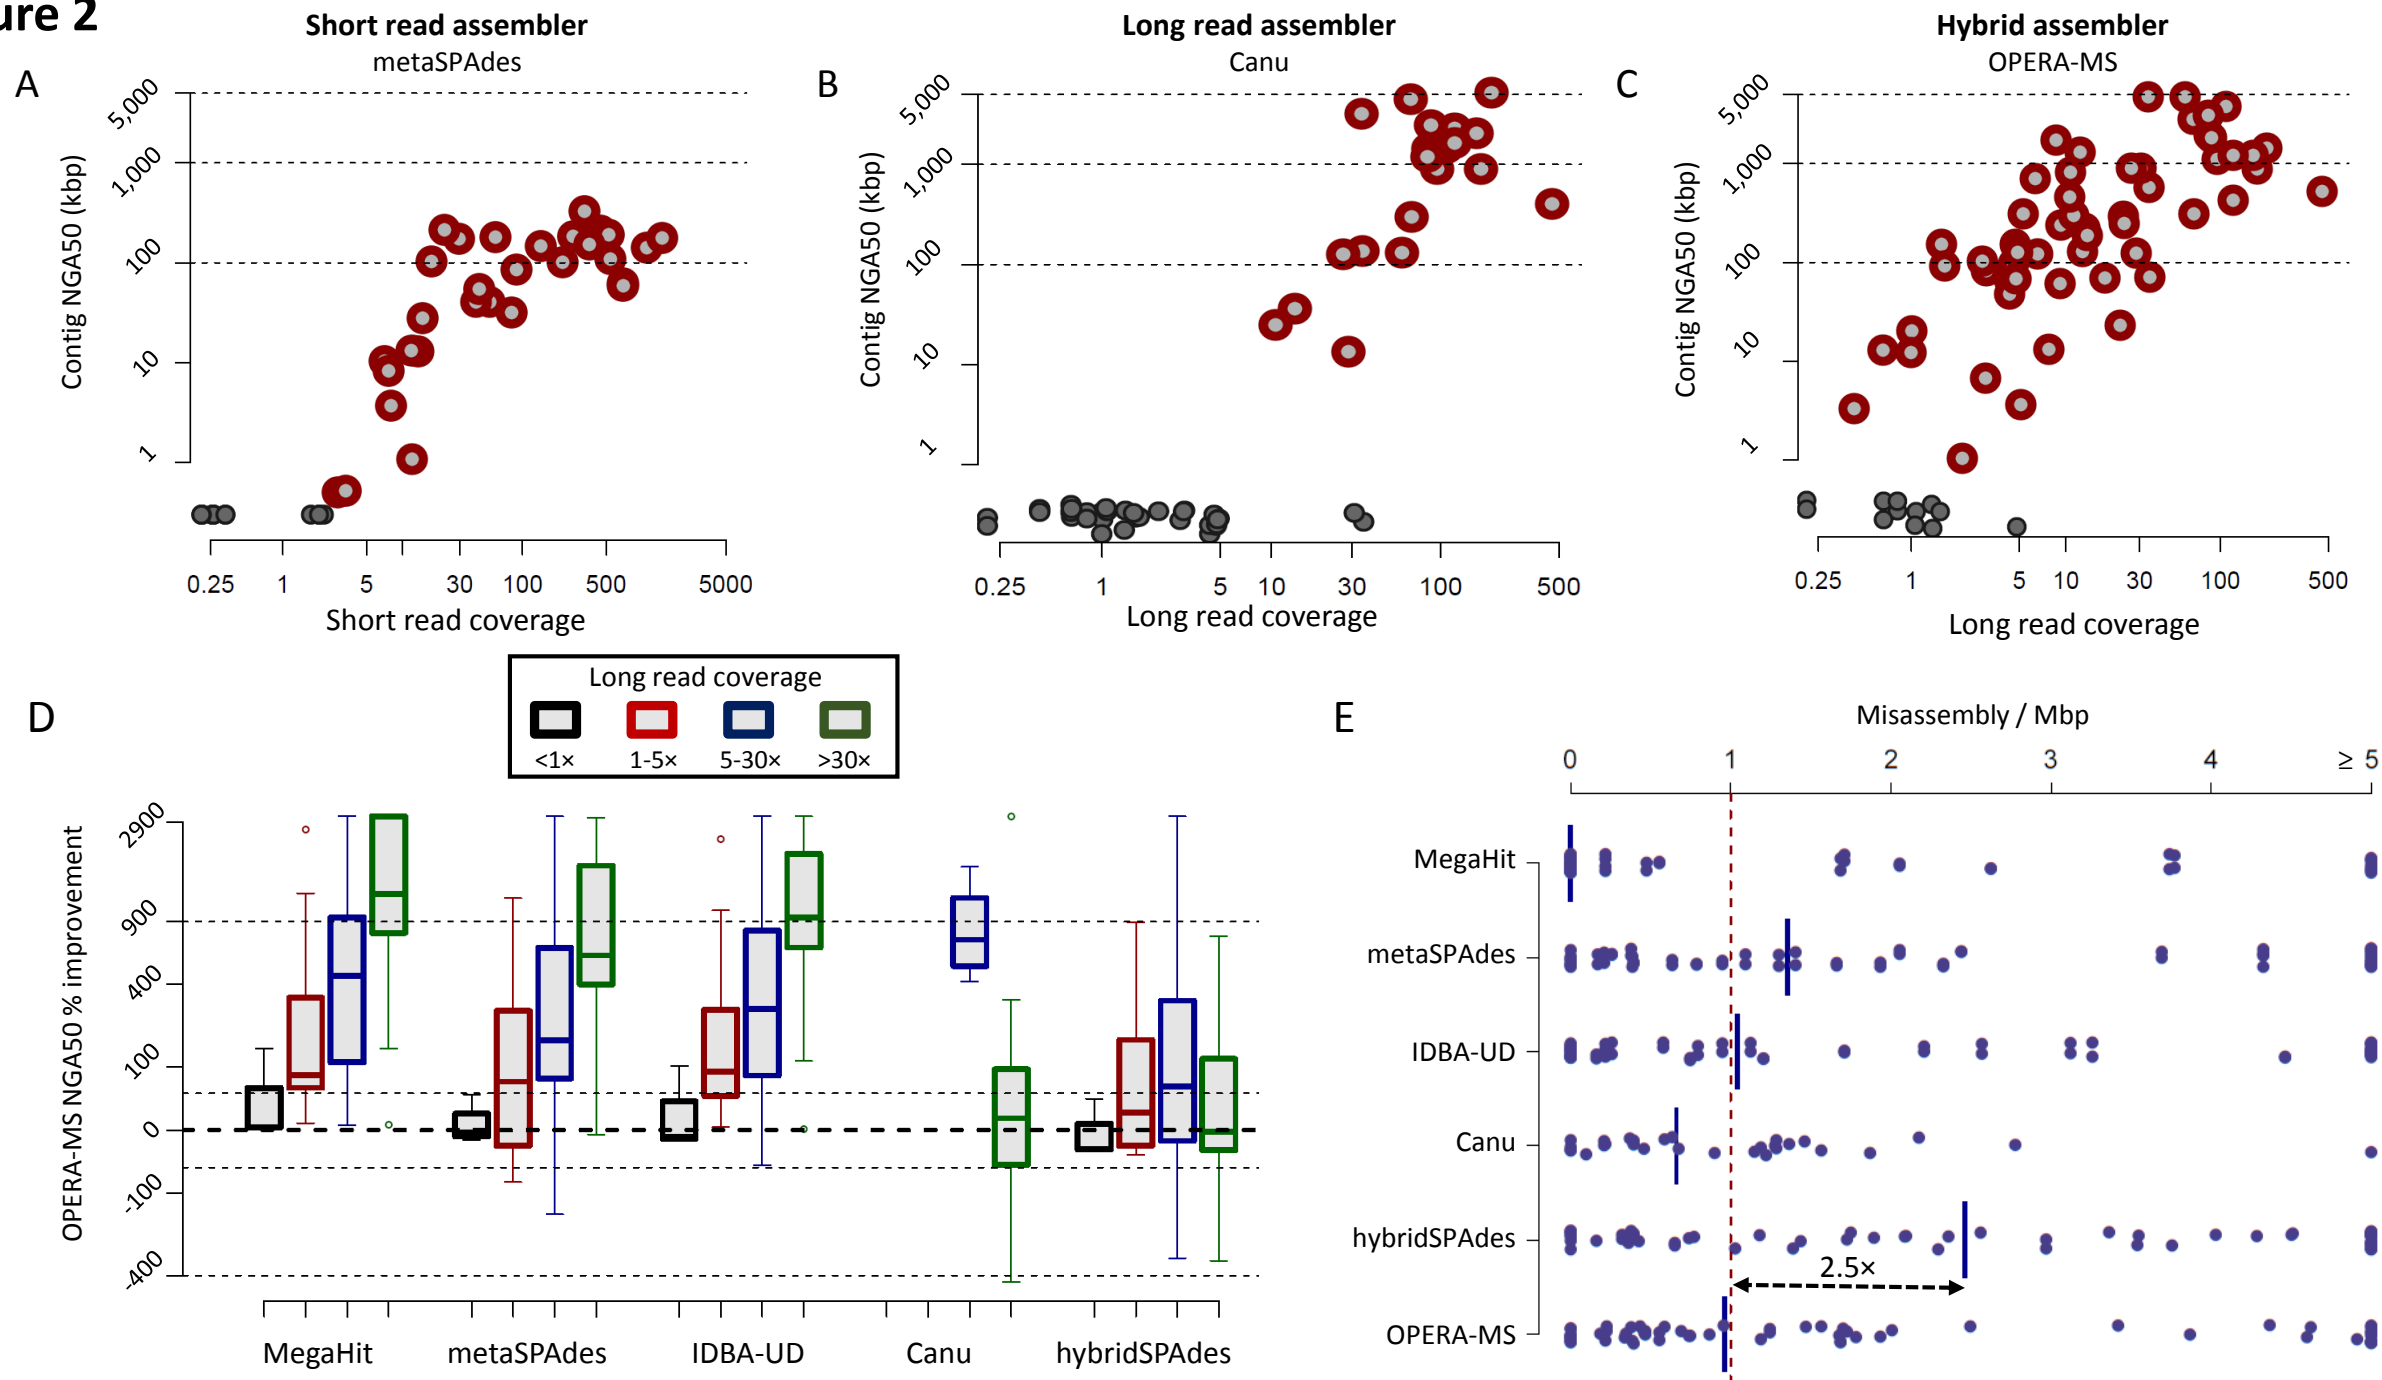 ure 2
Short read assembler
metaSPAdes
Long read assembler
Canu
Hybrid assembler
OPERA-MS
A
Contig NGA50 (kbp)
5,000
1,000
100
10
1
0.25 1 5 30 100 500 5000
Short read coverage
B
Contig NGA50 (kbp)
5,000
1,000
100
10
1
0.25 1 5 10 30 100 500
Long read coverage
C
Contig NGA50 (kbp)
5,000
1,000
100
10
1
0.25 1 5 10 30 100 500
Long read coverage
D
Long read coverage
<1× 1-5× 5-30× >30×
OPERA-MS NGA50 % improvement
2900
900
400
100
0
-100
-400
MegaHit metaSPAdes IDBA-UD Canu hybridSPAdes
E
Misassembly / Mbp
0 1 2 3 4 ≥ 5
MegaHit
metaSPAdes
IDBA-UD
Canu
hybridSPAdes
2.5×
OPERA-MS